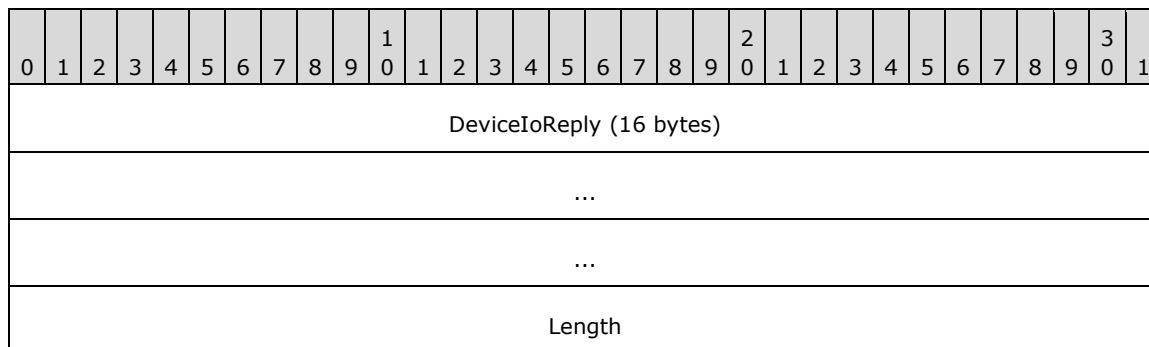 0 1 2 3 4 5 6 7 8 9 1 0 1 2 3 4 5 6 7 8 9 2 0 1 2 3 4 5 6 7 8 9 3 0 1
DeviceIoReply (16 bytes)
...
...
Length